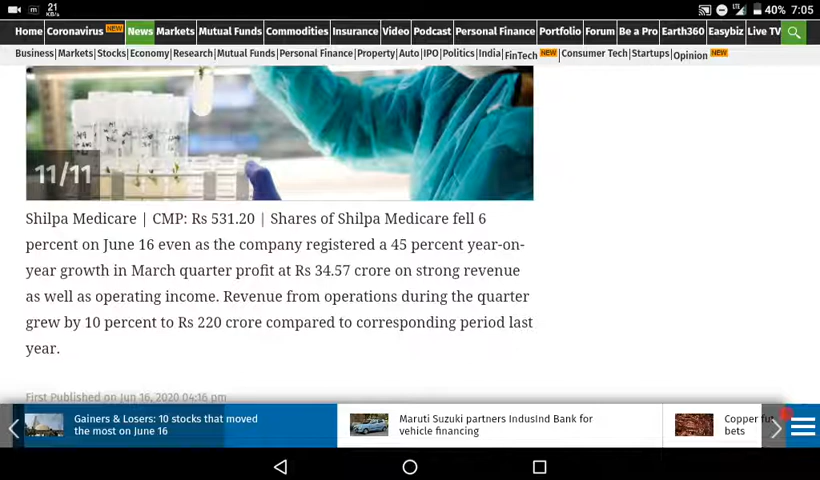 21
KB/s
40% 7:05
Home Coronavirus NEW News Markets Mutual Funds Commodities Insurance Video Podcast Personal Finance Portfolio Forum Be a Pro Earth360 Easybiz Live TV
Business Markets Stocks Economy Research Mutual Funds Personal Finance Property Auto IPO Politics India FinTech NEW Consumer Tech Startups Opinion NEW
11/11
Shilpa Medicare | CMP: Rs 531.20 | Shares of Shilpa Medicare fell 6
percent on June 16 even as the company registered a 45 percent year-on-
year growth in March quarter profit at Rs 34.57 crore on strong revenue
as well as operating income. Revenue from operations during the quarter
grew by 10 percent to Rs 220 crore compared to corresponding period last
year.
First Published on Jun 16, 2020 04:16 pm
Gainers & Losers: 10 stocks that moved
the most on June 16
Maruti Suzuki partners IndusInd Bank for
vehicle financing
Copper fu
bets